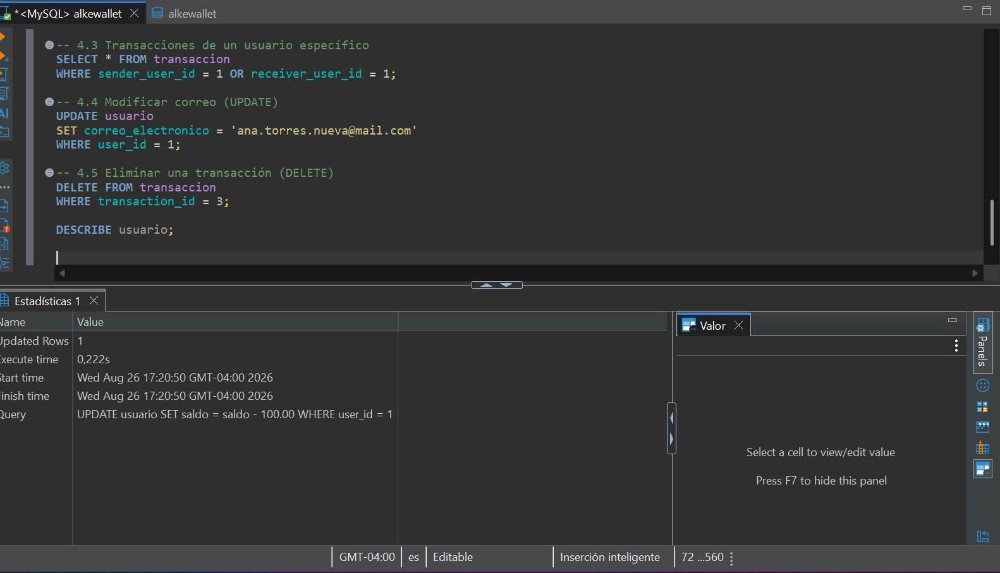 *<MySQL> alkewallet
alkewallet
-- 4.3 Transacciones de un usuario específico
SELECT * FROM transaccion
WHERE sender_user_id = 1 OR receiver_user_id = 1;
-- 4.4 Modificar correo (UPDATE)
UPDATE usuario
SET correo_electronico = 'ana.torres.nueva@mail.com'
WHERE user_id = 1;
-- 4.5 Eliminar una transacción (DELETE)
DELETE FROM transaccion
WHERE transaction_id = 3;
DESCRIBE usuario;
AI
Estadísticas 1
Name Value
Updated Rows 1
Execute time 0,222s
Start time Wed Aug 26 17:20:50 GMT-04:00 2026
Finish time Wed Aug 26 17:20:50 GMT-04:00 2026
Query UPDATE usuario SET saldo = saldo - 100.00 WHERE user_id = 1
Valor
Select a cell to view/edit value
Press F7 to hide this panel
Panels
GMT-04:00 es Editable Inserción inteligente 72 ...560